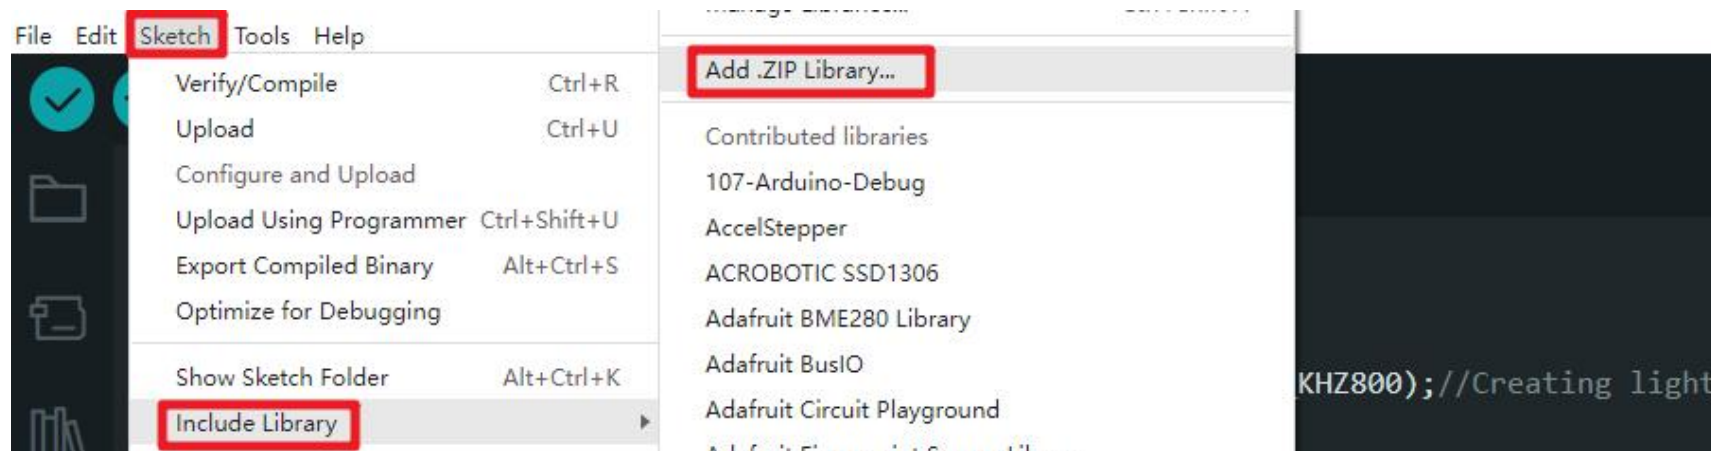 File Edit Sketch Tools Help
Verify/Compile Ctrl+R
Upload Ctrl+U
Configure and Upload
Upload Using Programmer Ctrl+Shift+U
Export Compiled Binary Alt+Ctrl+S
Optimize for Debugging
Show Sketch Folder Alt+Ctrl+K
Include Library
Add .ZIP Library...
Contributed libraries
107-Arduino-Debug
AccelStepper
ACROBOTIC SSD1306
Adafruit BME280 Library
Adafruit BusIO
Adafruit Circuit Playground
KHZ800);//Creating light